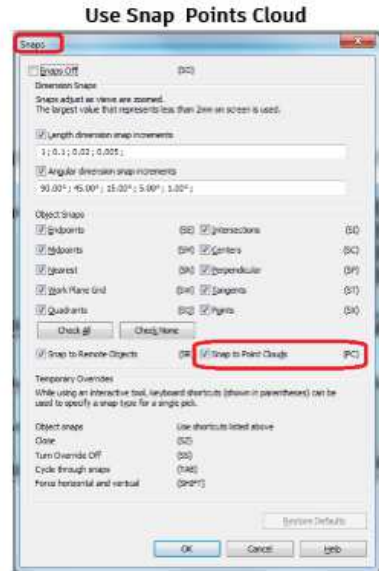 Use Snap Points Cloud
Snaps
Snaps Off (SO)
Dimension Snaps
Snaps adjust as views are zoomed.
The largest value that represents less than 2mm on screen is used.
Length dimension snap increments
1 ; 0.1 ; 0.02 ; 0.005 ;
Angular dimension snap increments
90.00° ; 45.00° ; 15.00° ; 5.00° ; 1.00° ;
Object Snaps
Endpoints (SE) Intersections (SI)
Midpoints (SM) Centers (SC)
Nearest (SN) Perpendicular (SP)
Work Plane Grid (SW) Tangents (ST)
Quadrants (SQ) Points (SX)
Check All Check None
Snap to Remote Objects (SR) Snap to Point Clouds (PC)
Temporary Overrides
While using an interactive tool, keyboard shortcuts (shown in parentheses) can be
used to specify a snap type for a single pick.
Object snaps Use shortcuts listed above
Close (SZ)
Turn Override Off (SS)
Cycle through snaps (TAB)
Force horizontal and vertical (SHIFT)
Restore Defaults
OK Cancel Help